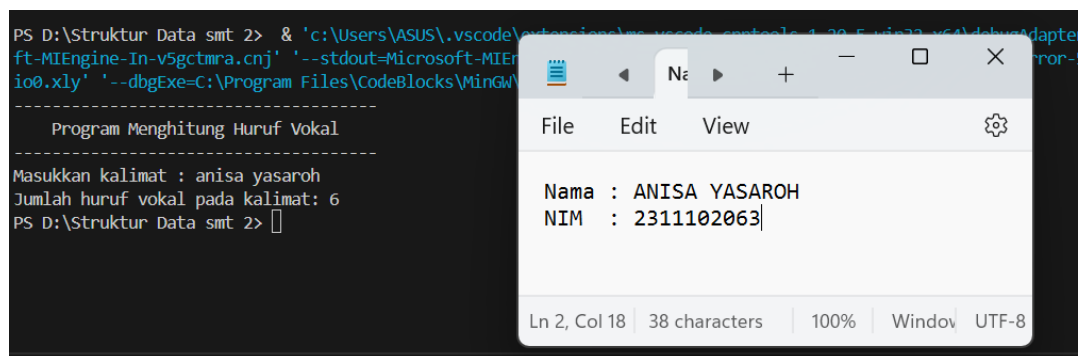 PS D:\Struktur Data smt 2> & 'c:\Users\ASUS\.vscode\
ft-MIEngine-In-v5gctmra.cnj' '--stdout=Microsoft-MIEn
io0.xly' '--dbgExe=C:\Program Files\CodeBlocks\MinGW\
--------------------------------------
Program Menghitung Huruf Vokal
--------------------------------------
Masukkan kalimat : anisa yasaroh
Jumlah huruf vokal pada kalimat: 6
PS D:\Struktur Data smt 2>
Na
File Edit View
Nama : ANISA YASAROH
NIM : 2311102063
Ln 2, Col 18 38 characters 100% Window UTF-8